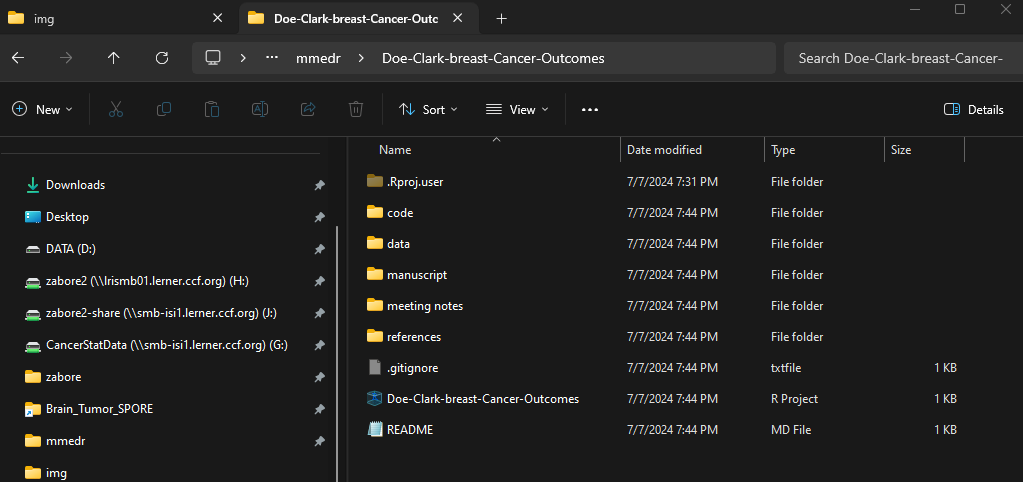 img
Doe-Clark-breast-Cancer-Outc
mmedr
Doe-Clark-breast-Cancer-Outcomes
Search Doe-Clark-breast-Cancer-
New
Sort
View
Details
Name Date modified Type Size
Downloads
Desktop
DATA (D:)
zabore2 (\\lrismb01.lerner.ccf.org) (H:)
zabore2-share (\\smb-isi1.lerner.ccf.org) (J:)
CancerStatData (\\smb-isi1.lerner.ccf.org) (G:)
zabore
Brain_Tumor_SPORE
mmedr
img
.Rproj.user 7/7/2024 7:31 PM File folder
code 7/7/2024 7:44 PM File folder
data 7/7/2024 7:44 PM File folder
manuscript 7/7/2024 7:44 PM File folder
meeting notes 7/7/2024 7:44 PM File folder
references 7/7/2024 7:44 PM File folder
.gitignore 7/7/2024 7:44 PM txtfile 1 KB
Doe-Clark-breast-Cancer-Outcomes 7/7/2024 7:44 PM R Project 1 KB
README 7/7/2024 7:44 PM MD File 1 KB